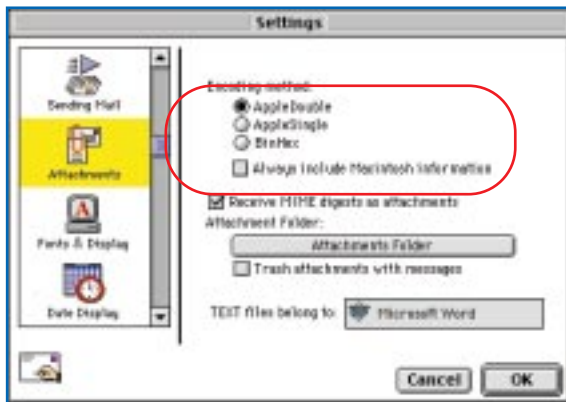 Settings
Sending Mail
Attachments
Fonts & Display
Date Display
Encoding method:
AppleDouble
AppleSingle
BinHex
Always Include Macintosh Information
Receive MIME digests as attachments
Attachment Folder:
Attachments Folder
Trash attachments with messages
TEXT files belong to:
Microsoft Word
Cancel
OK